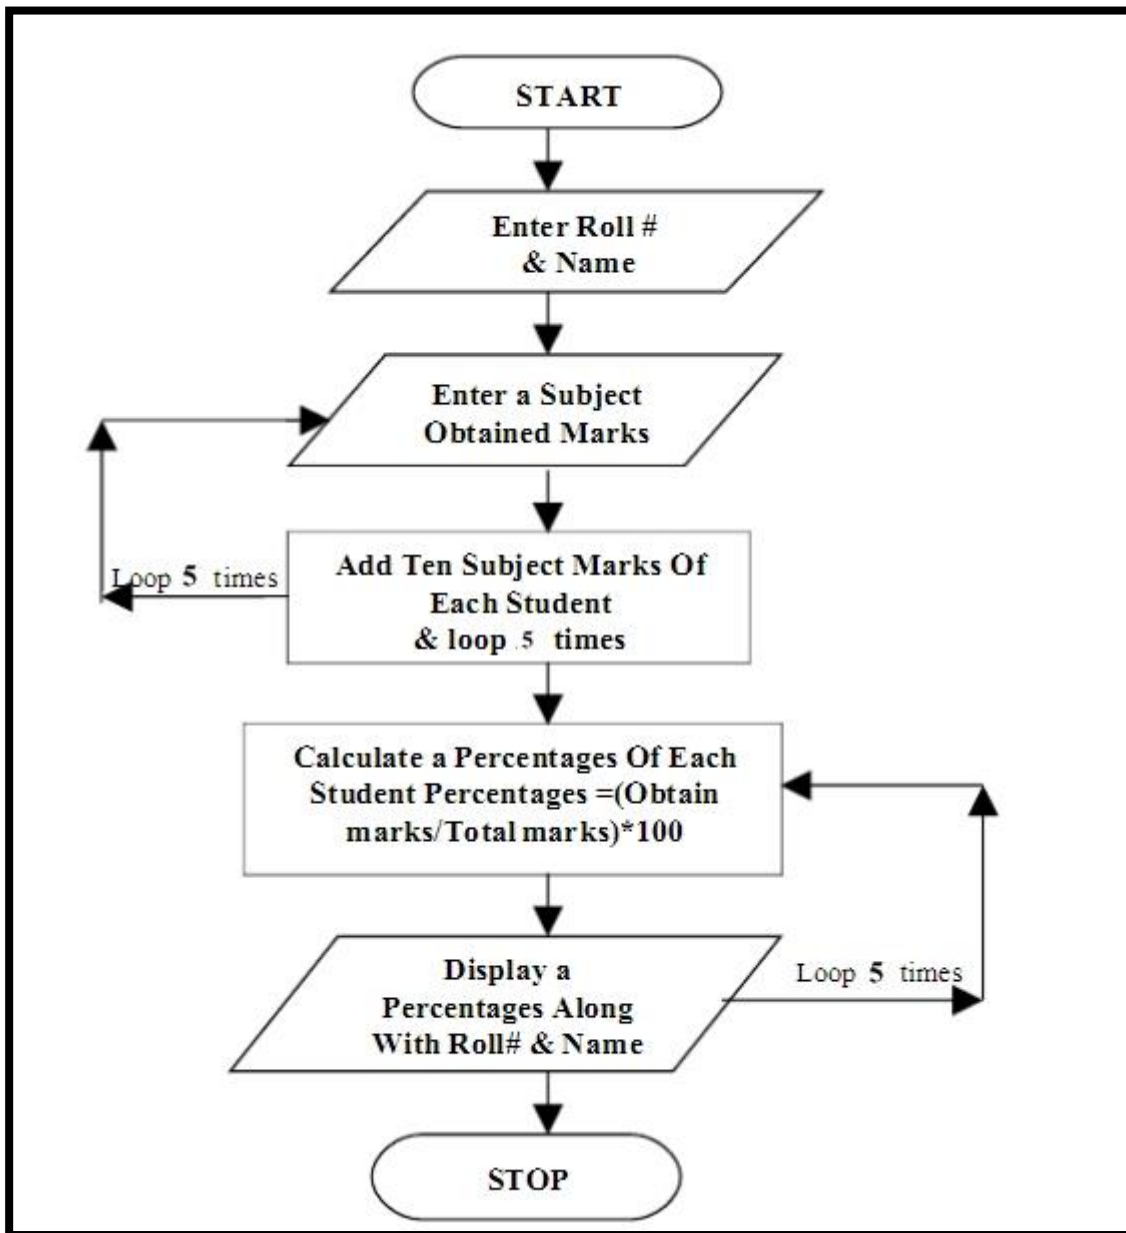 START
Enter Roll #
& Name
Enter a Subject
Obtained Marks
Loop 5 times
Add Ten Subject Marks Of
Each Student
& loop 5 times
Calculate a Percentages Of Each
Student Percentages =(Obtain
marks/Total marks)*100
Display a
Percentages Along
With Roll# & Name
Loop 5 times
STOP